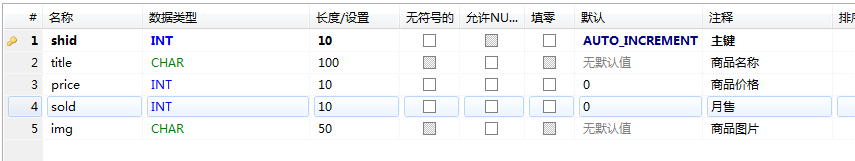 # 名称 数据类型 长度/设置 无符号的 允许NU... 填零 默认 注释
1 shid INT 10 AUTO_INCREMENT 主键
2 title CHAR 100 无默认值 商品名称
3 price INT 10 0 商品价格
4 sold INT 10 0 月售
5 img CHAR 50 无默认值 商品图片